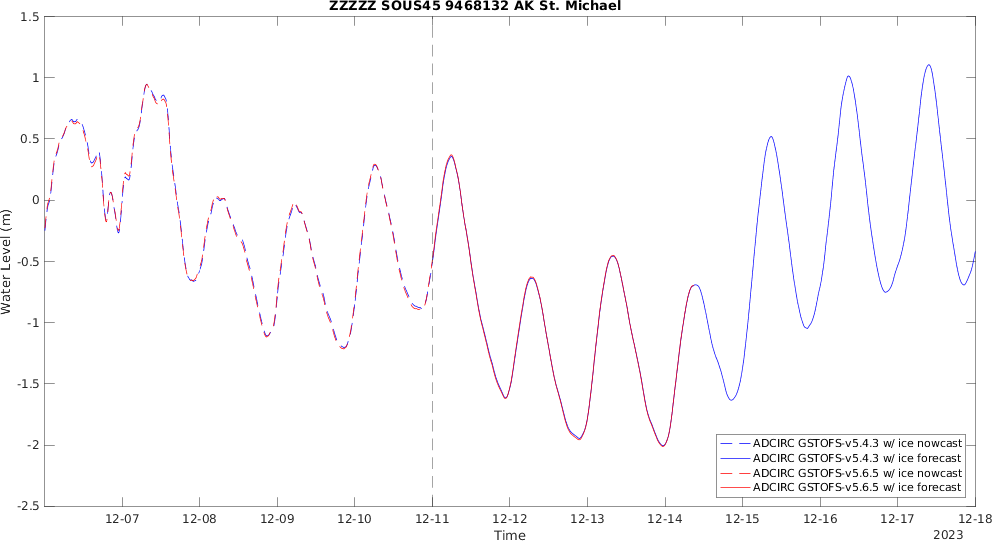 ZZZZZ SOUS45 9468132 AK St. Michael
1.5
1
0.5
0
-0.5
-1
-1.5
-2
-2.5
Water Level (m)
ADCIRC GSTOFS-v5.4.3 w/ ice nowcast
ADCIRC GSTOFS-v5.4.3 w/ ice forecast
ADCIRC GSTOFS-v5.6.5 w/ ice nowcast
ADCIRC GSTOFS-v5.6.5 w/ ice forecast
12-07 12-08 12-09 12-10 12-11 12-12 12-13 12-14 12-15 12-16 12-17 12-18
Time
2023